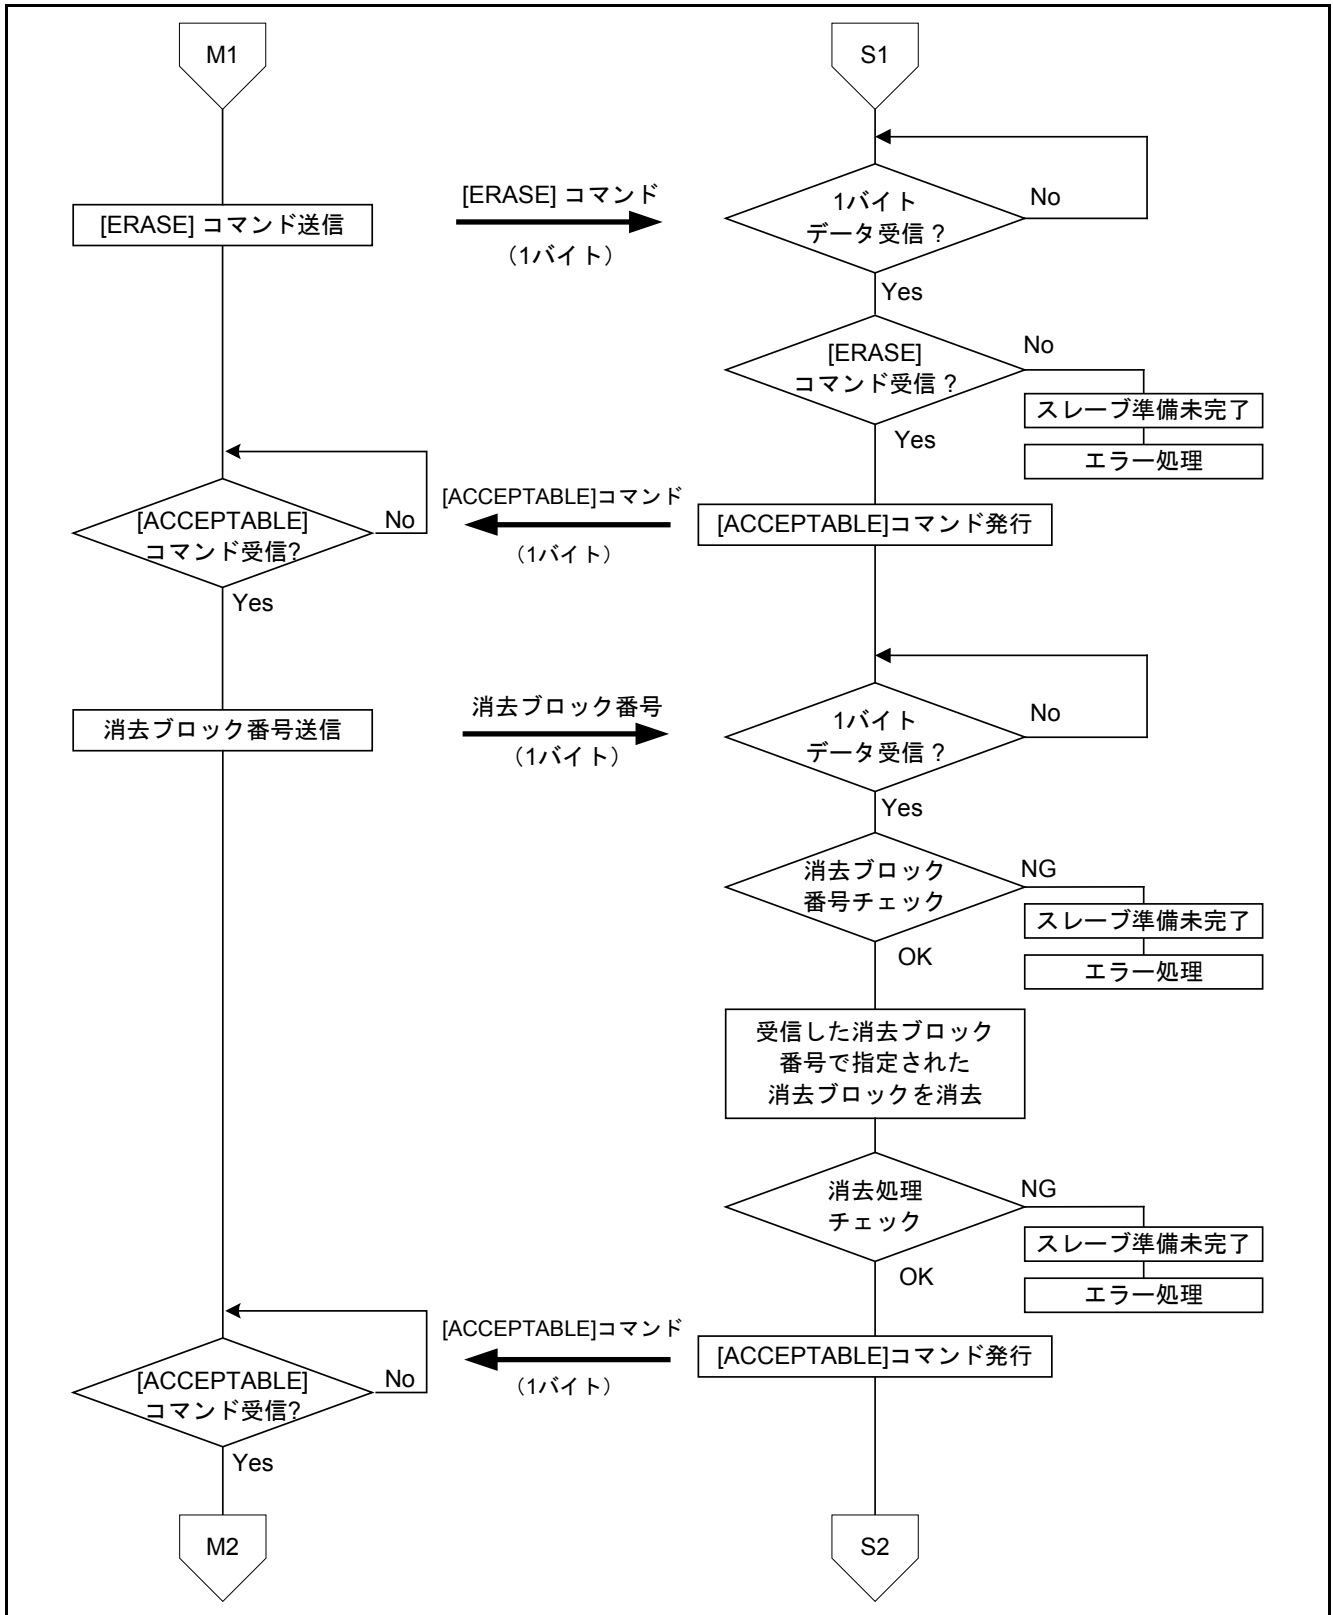 M1
S1
[ERASE] コマンド送信
[ERASE] コマンド
（1バイト）
1バイト
データ受信？
No
Yes
[ERASE]
コマンド受信？
No
スレーブ準備未完了
エラー処理
Yes
[ACCEPTABLE]
コマンド受信?
No
Yes
[ACCEPTABLE]コマンド
（1バイト）
[ACCEPTABLE]コマンド発行
消去ブロック番号送信
消去ブロック番号
（1バイト）
1バイト
データ受信？
No
Yes
消去ブロック
番号チェック
NG
スレーブ準備未完了
エラー処理
OK
受信した消去ブロック
番号で指定された
消去ブロックを消去
消去処理
チェック
NG
スレーブ準備未完了
エラー処理
OK
[ACCEPTABLE]
コマンド受信?
No
Yes
[ACCEPTABLE]コマンド
（1バイト）
[ACCEPTABLE]コマンド発行
M2
S2